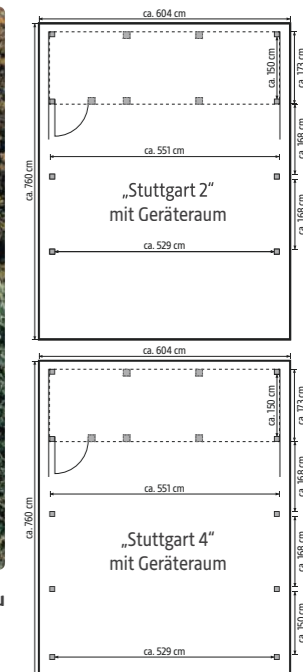 ca. 604 cm
ca. 150 cm
ca. 173 cm
ca. 168 cm
ca. 551 cm
ca. 760 cm
„Stuttgart 2“
mit Geräteraum
ca. 168 cm
ca. 529 cm
ca. 604 cm
ca. 150 cm
ca. 173 cm
ca. 168 cm
ca. 551 cm
ca. 760 cm
„Stuttgart 4“
mit Geräteraum
ca. 168 cm
ca. 150 cm
ca. 529 cm